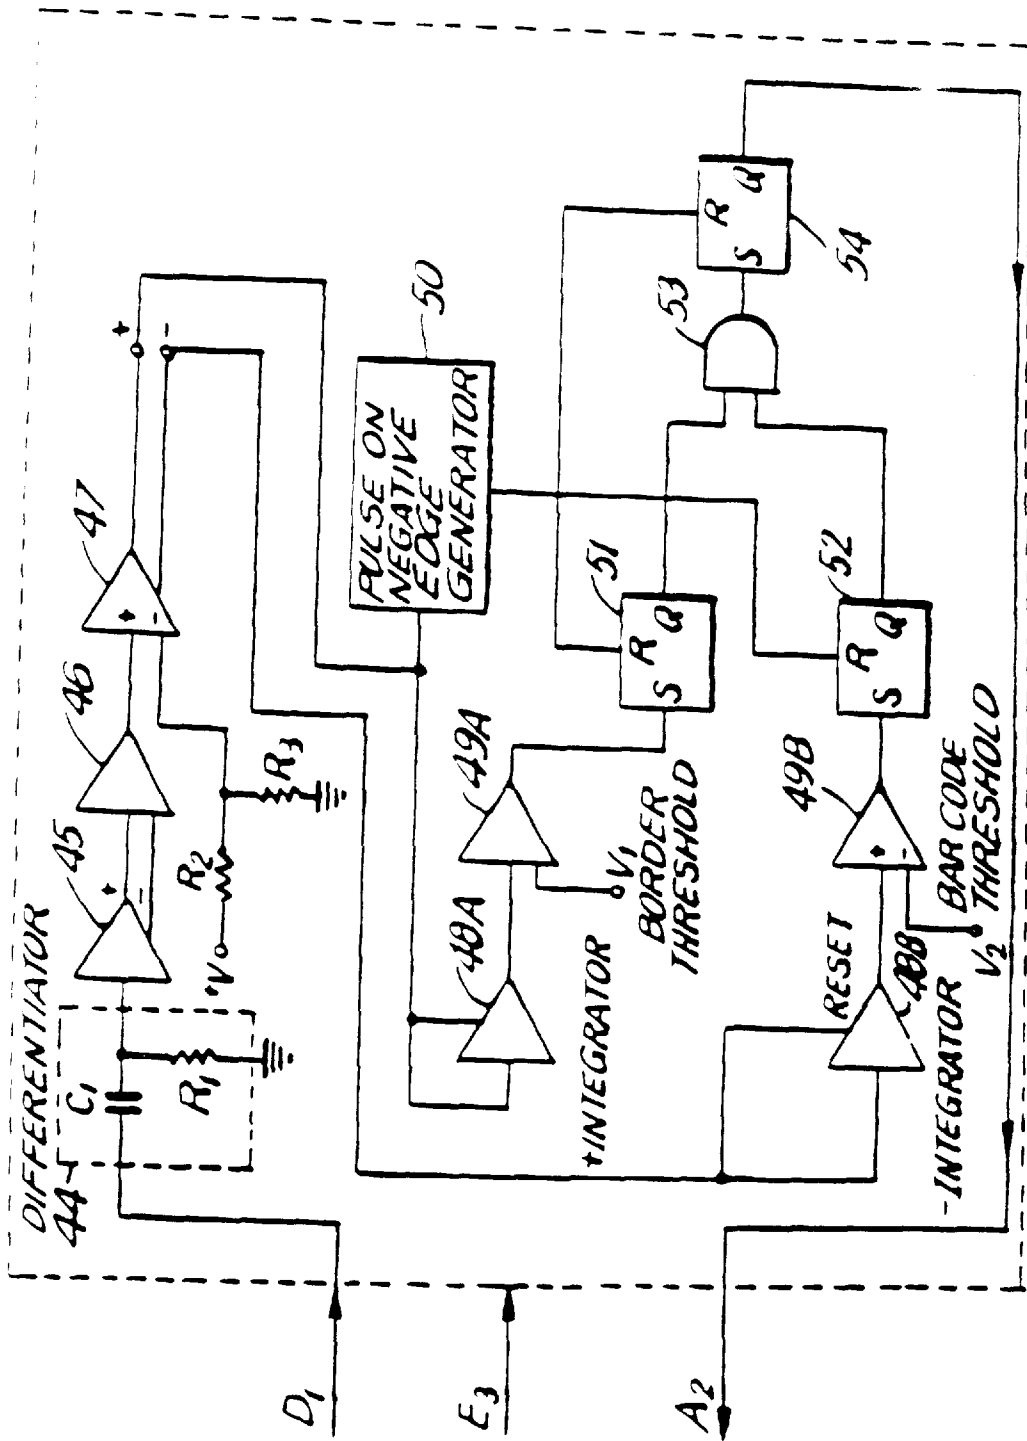 DIFFERENTIATOR
44
C1
R1
45
+
-
46
47
+
-
+
-
+V
R2
R3
PULSE ON
NEGATIVE
EDGE
GENERATOR
50
48A
+INTEGRATOR
49A
V1
BORDER
THRESHOLD
S
R
Q
51
53
S
R
Q
54
RESET
48B
-INTEGRATOR
49B
+
-
V2
BAR CODE
THRESHOLD
S
R
Q
52
D1
E3
A2